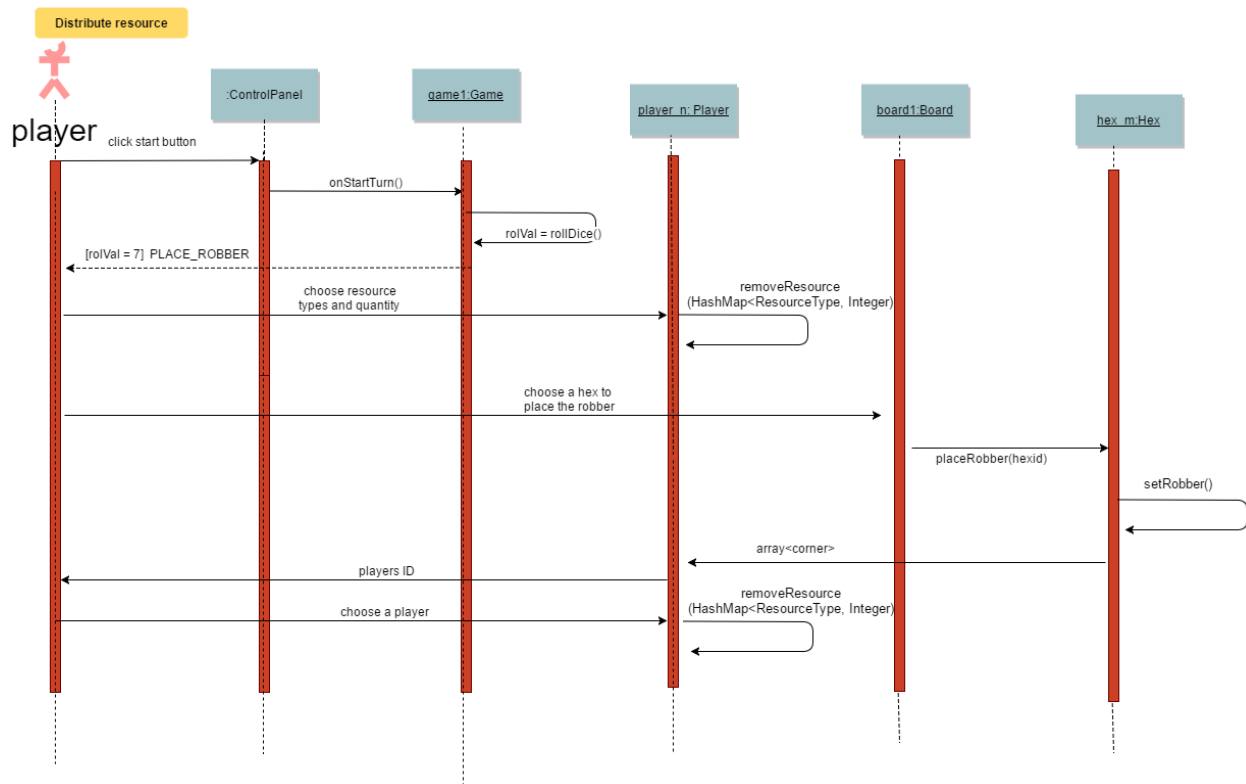 Distribute resource
player
:ControlPanel
game1:Game
player_n: Player
board1:Board
hex_m:Hex
click start button
onStartTurn()
rolVal = rollDice()
[rolVal = 7] PLACE_ROBBER
choose resource
types and quantity
removeResource
(HashMap<ResourceType, Integer)
choose a hex to
place the robber
placeRobber(hexid)
setRobber()
array<corner>
players ID
removeResource
(HashMap<ResourceType, Integer)
choose a player